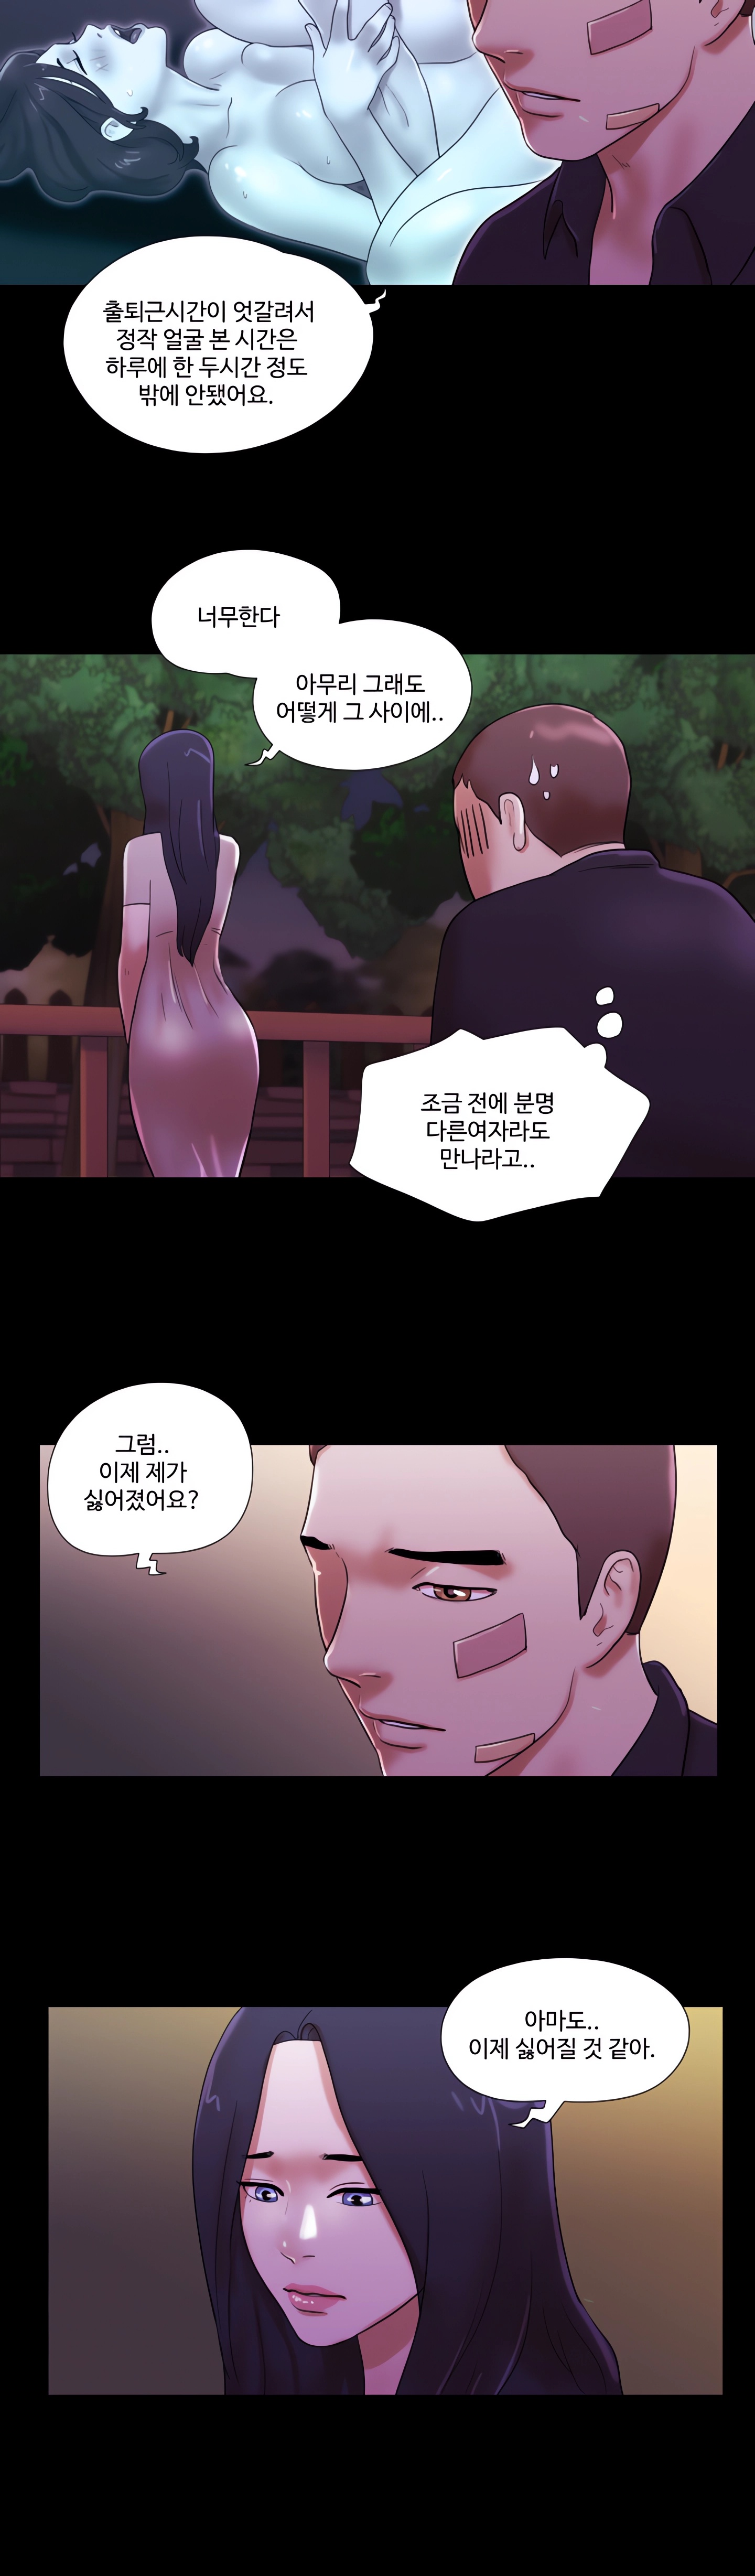 출퇴근시간이 엇갈려서
정작 얼굴 본 시간은
하루에 한 두시간 정도
밖에 안됐어요.
너무한다
아무리 그래도
어떻게 그 사이에..
조금 전에 분명
다른여자라도
만나라고..
그럼..
이제 제가
싫어졌어요?
아마도..
이제 싫어질 것 같아.